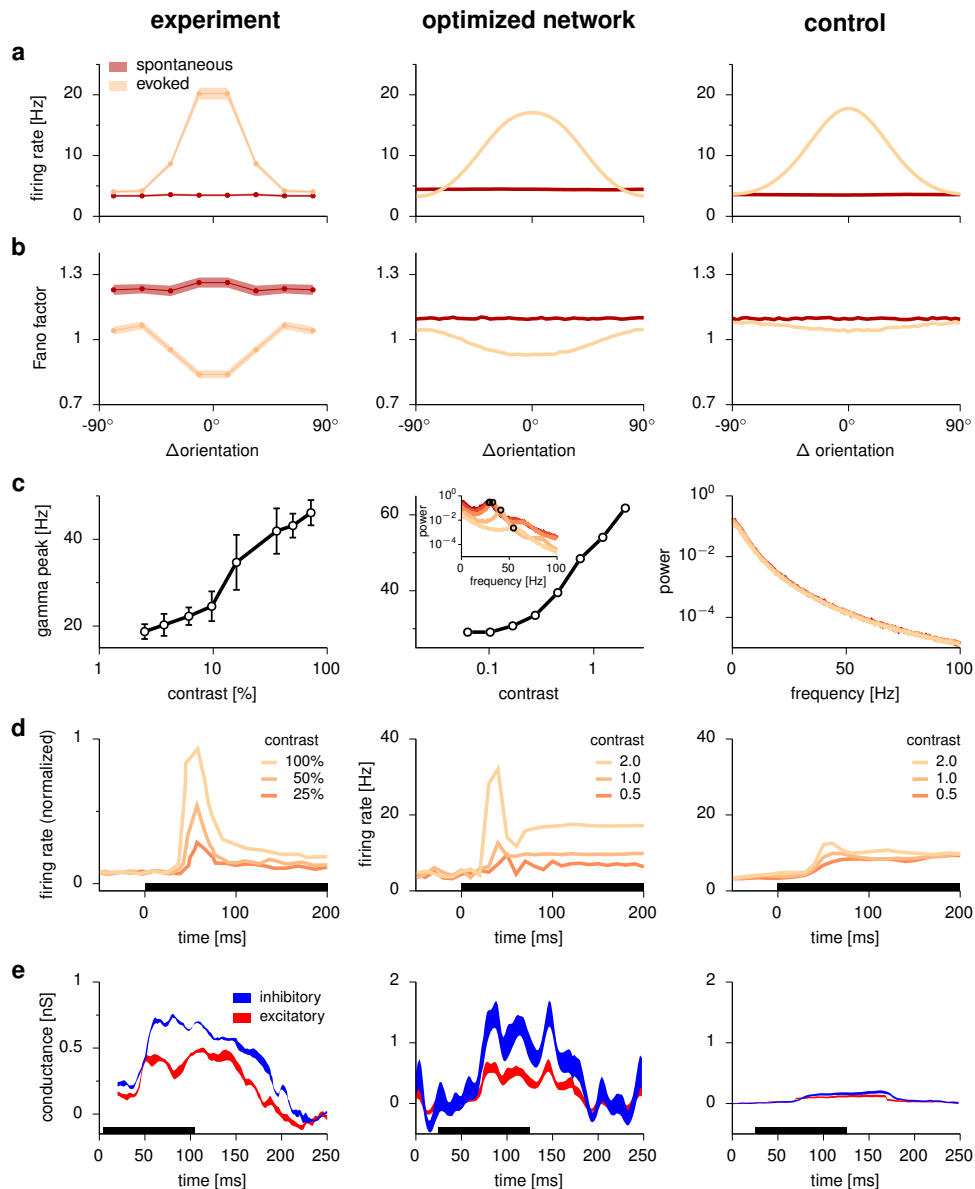 experiment
optimized network
control
a
spontaneous
evoked
firing rate [Hz]
20
10
0
20
10
0
20
10
0
b
Fano factor
1.3
1
0.7
-90° 0° 90°
Δorientation
1.3
1
0.7
-90° 0° 90°
Δorientation
1.3
1
0.7
-90° 0° 90°
Δ orientation
c
gamma peak [Hz]
40
20
1 10 100
contrast [%]
60
40
0.1 1
contrast
power
10^0
10^-2
10^-4
0 50 100
frequency [Hz]
power
10^0
10^-2
10^-4
0 50 100
frequency [Hz]
d
firing rate (normalized)
1
0
contrast
100%
50%
25%
0 100 200
time [ms]
firing rate [Hz]
40
20
0
contrast
2.0
1.0
0.5
0 100 200
time [ms]
40
20
0
contrast
2.0
1.0
0.5
0 100 200
time [ms]
e
conductance [nS]
1
0.5
0
inhibitory
excitatory
0 50 100 150 200 250
time [ms]
2
1
0
0 50 100 150 200 250
time [ms]
2
1
0
0 50 100 150 200 250
time [ms]